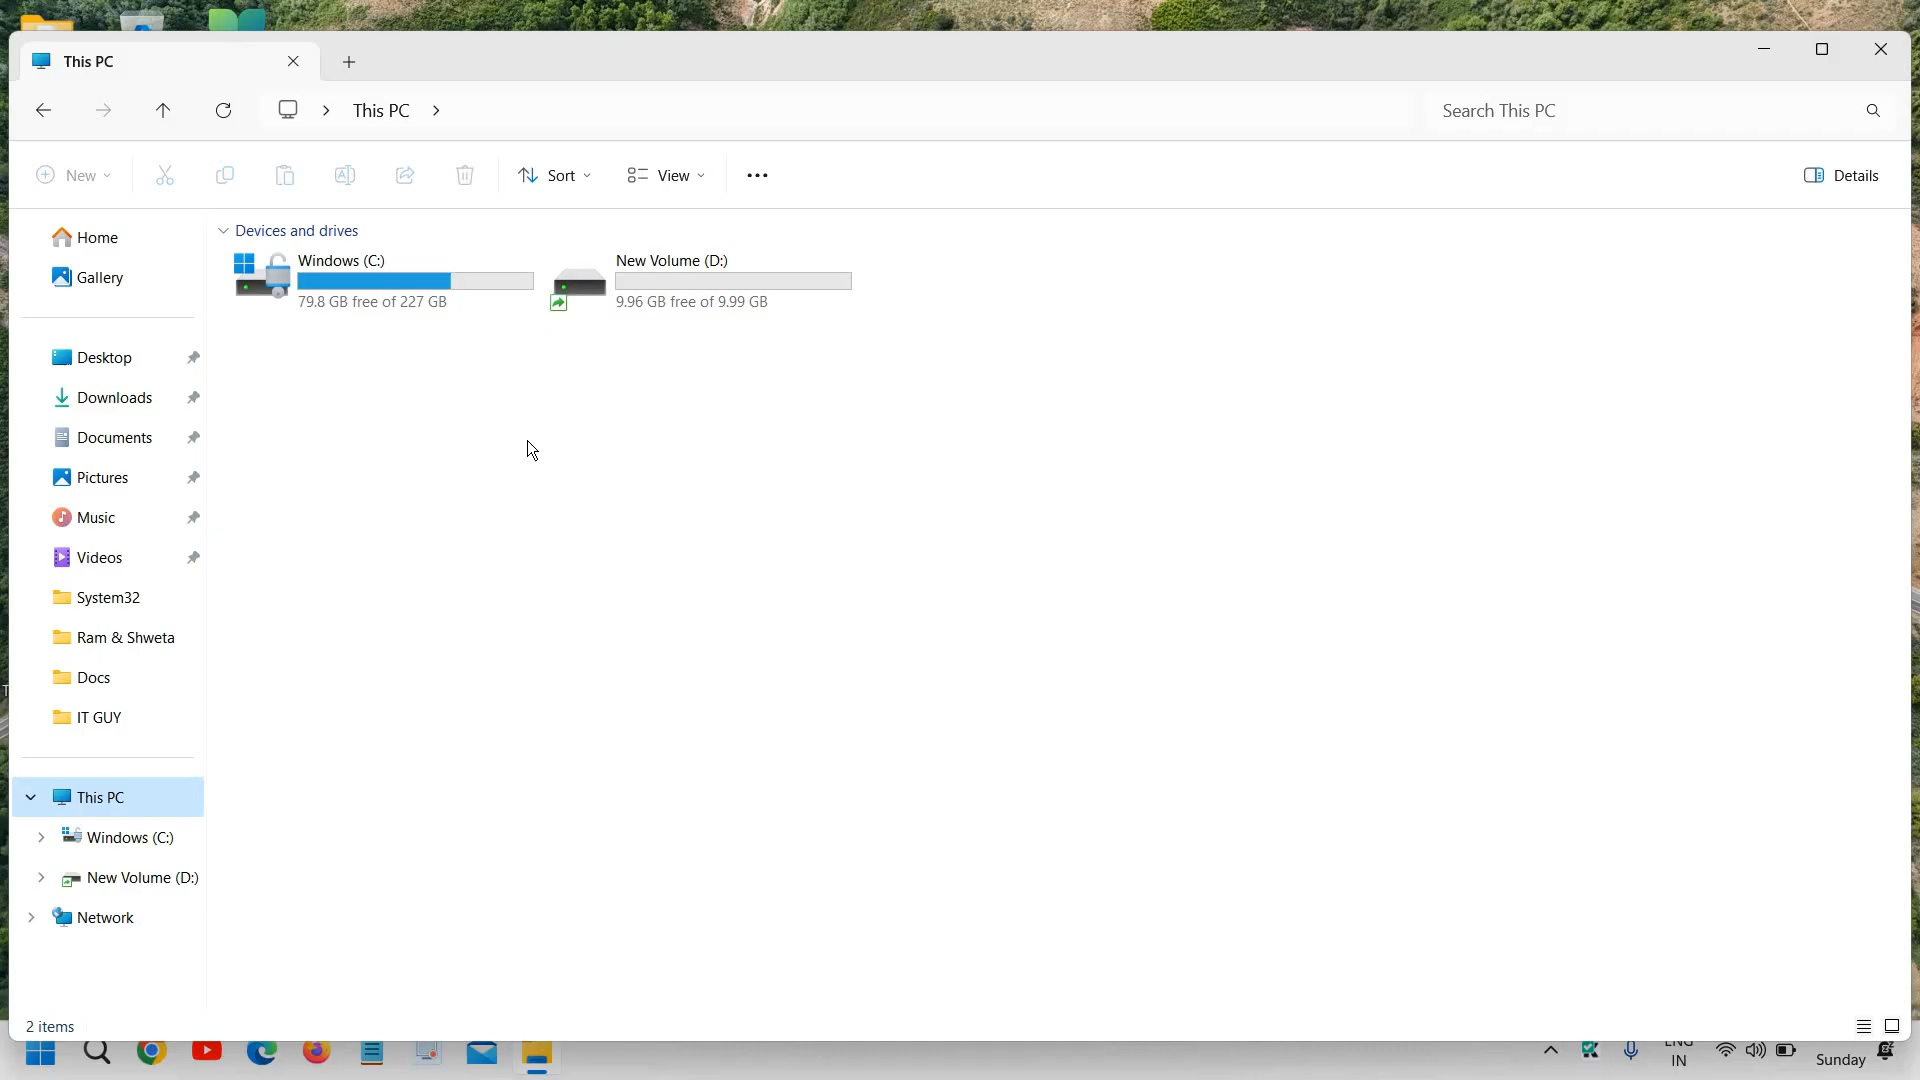 This PC
This PC
Search This PC
New
Sort
View
Details
Home
Gallery
Desktop
Downloads
Documents
Pictures
Music
Videos
System32
Ram & Shweta
Docs
IT GUY
This PC
Windows (C:)
New Volume (D:)
Network
Devices and drives
Windows (C:)
79.8 GB free of 227 GB
New Volume (D:)
9.96 GB free of 9.99 GB
2 items
ENG
IN
Sunday